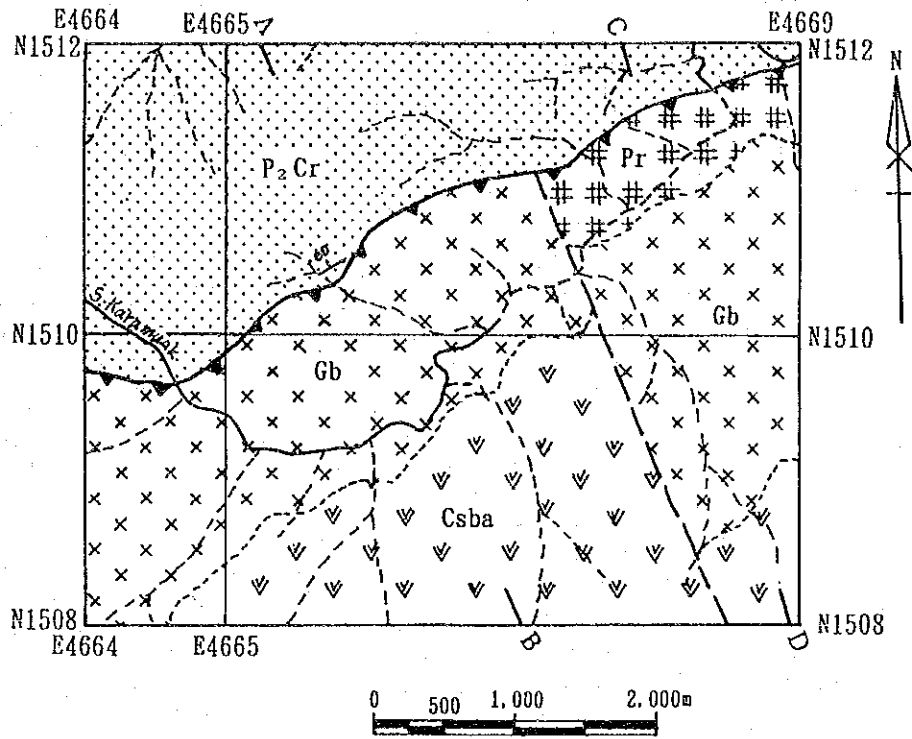 E4664 E4665 A C E4669
N1512 N1512
N
Pr
P₂Cr
Gb
S. Karamuak
N1510 N1510
Gb
Csba
N1508 N1508
E4664 E4665 B D
0 500 1,000 2,000m